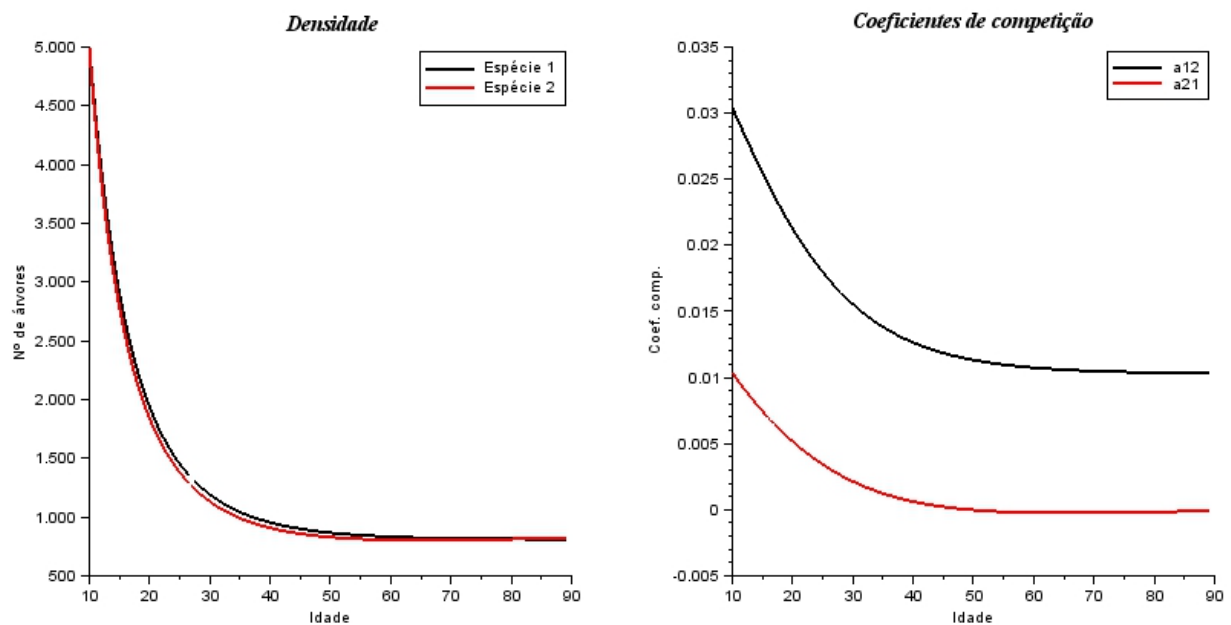 Densidade
5.000
4.500
4.000
3.500
3.000
2.500
2.000
1.500
1.000
500
Nº de árvores
Espécie 1
Espécie 2
10 20 30 40 50 60 70 80 90
Idade
Coeficientes de competição
0.035
0.03
0.025
0.02
0.015
0.01
0.005
0
-0.005
Coef. comp.
a12
a21
10 20 30 40 50 60 70 80 90
Idade